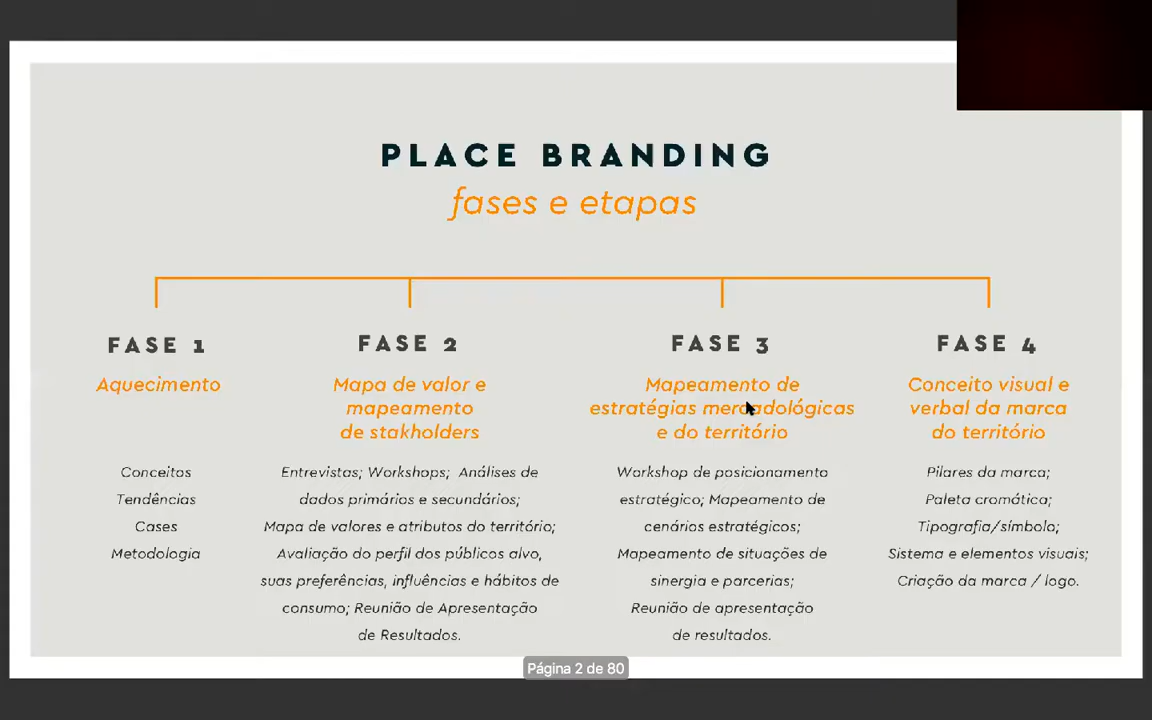 PLACE BRANDING
fases e etapas
FASE 1
Aquecimento
Conceitos
Tendências
Cases
Metodologia
FASE 2
Mapa de valor e
mapeamento
de stakholders
Entrevistas; Workshops; Análises de
dados primários e secundários;
Mapa de valores e atributos do território;
Avaliação do perfil dos públicos alvo,
suas preferências, influências e hábitos de
consumo; Reunião de Apresentação
de Resultados.
FASE 3
Mapeamento de
estratégias mercadológicas
e do território
Workshop de posicionamento
estratégico; Mapeamento de
cenários estratégicos;
Mapeamento de situações de
sinergia e parcerias;
Reunião de apresentação
de resultados.
FASE 4
Conceito visual e
verbal da marca
do território
Pilares da marca;
Paleta cromática;
Tipografia/símbolo;
Sistema e elementos visuais;
Criação da marca / logo.
Página 2 de 80